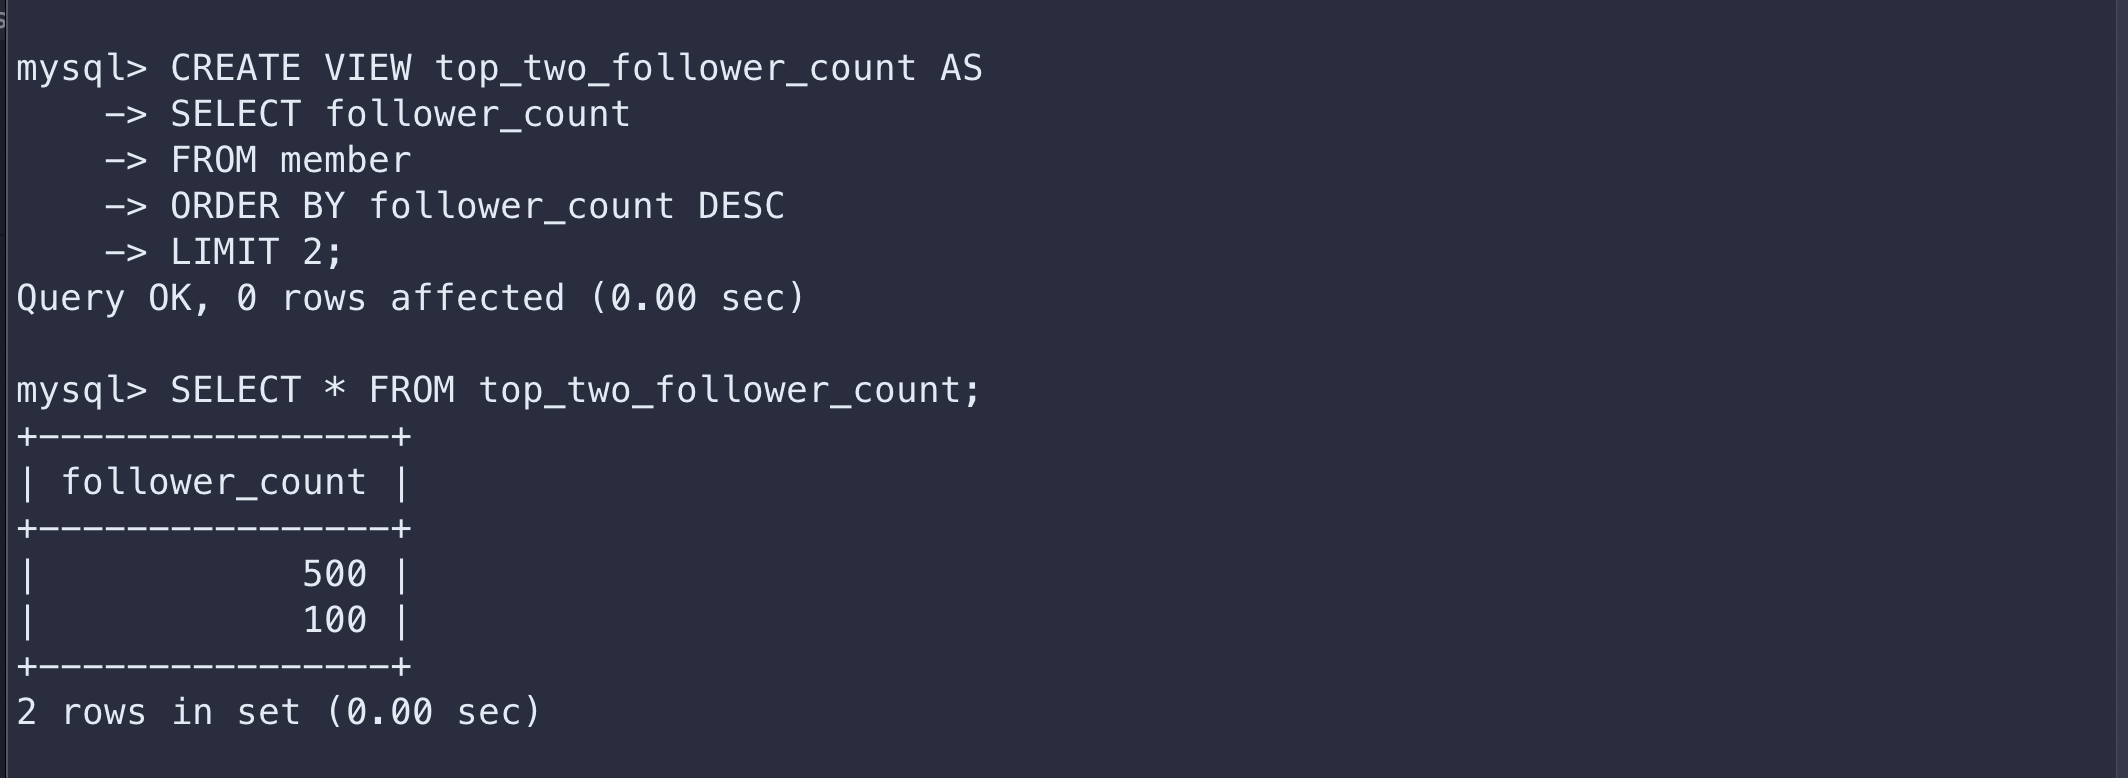 mysql> CREATE VIEW top_two_follower_count AS
    -> SELECT follower_count
    -> FROM member
    -> ORDER BY follower_count DESC
    -> LIMIT 2;
Query OK, 0 rows affected (0.00 sec)

mysql> SELECT * FROM top_two_follower_count;
+----------------+
| follower_count |
+----------------+
|            500 |
|            100 |
+----------------+
2 rows in set (0.00 sec)